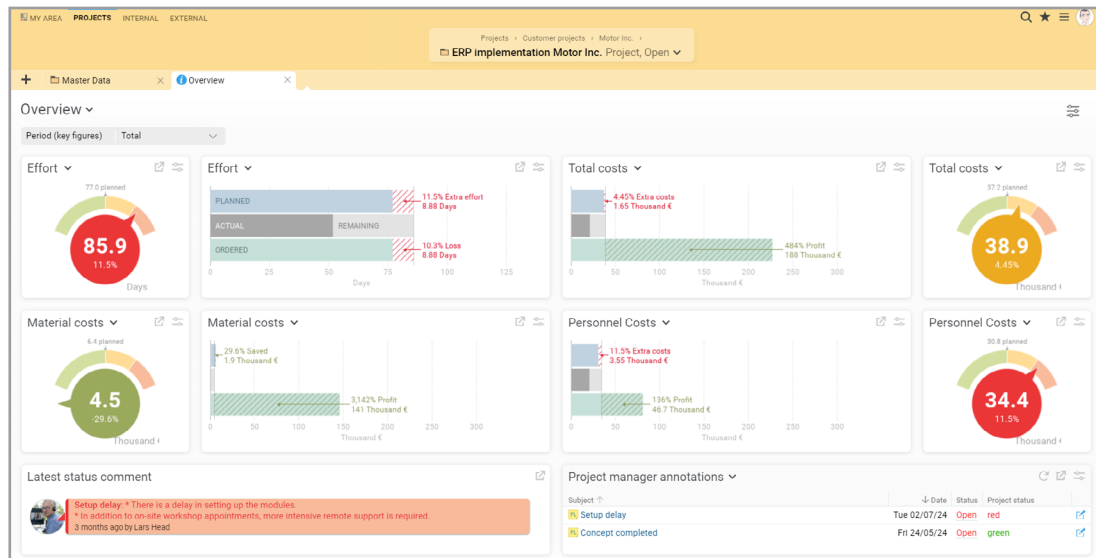 MY AREA PROJECTS INTERNAL EXTERNAL
Projects › Customer projects › Motor Inc. ›
ERP implementation Motor Inc. Project, Open
+ Master Data × Overview ×
Overview
Period (key figures) Total
Effort
77.0 planned
85.9
11.5%
Days
Effort
PLANNED
11.5% Extra effort
8.88 Days
ACTUAL REMAINING
ORDERED
10.3% Loss
8.88 Days
0 25 50 75 100 125
Days
Total costs
4.45% Extra costs
1.65 Thousand €
484% Profit
188 Thousand €
0 50 100 150 200 250 300
Thousand €
Total costs
37.2 planned
38.9
4.45%
Thousand €
Material costs
6.4 planned
4.5
-29.6%
Thousand €
Material costs
29.6% Saved
1.9 Thousand €
3,142% Profit
141 Thousand €
0 50 100 150 200 250 300
Thousand €
Personnel Costs
11.5% Extra costs
3.55 Thousand €
136% Profit
46.7 Thousand €
0 50 100 150 200 250 300
Thousand €
Personnel Costs
30.8 planned
34.4
11.5%
Thousand €
Latest status comment
Setup delay: * There is a delay in setting up the modules.
* In addition to on-site workshop appointments, more intensive remote support is required.
3 months ago by Lars Head
Project manager annotations
Subject ↑ ↓ Date Status Project status
PL Setup delay Tue 02/07/24 Open red
PL Concept completed Fri 24/05/24 Open green